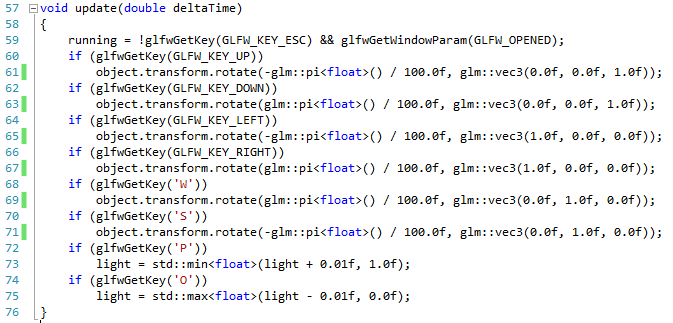 57 void update(double deltaTime)
58 {
59 running = !glfwGetKey(GLFW_KEY_ESC) && glfwGetWindowParam(GLFW_OPENED);
60 if (glfwGetKey(GLFW_KEY_UP))
61 object.transform.rotate(-glm::pi<float>() / 100.0f, glm::vec3(0.0f, 0.0f, 1.0f));
62 if (glfwGetKey(GLFW_KEY_DOWN))
63 object.transform.rotate(glm::pi<float>() / 100.0f, glm::vec3(0.0f, 0.0f, 1.0f));
64 if (glfwGetKey(GLFW_KEY_LEFT))
65 object.transform.rotate(-glm::pi<float>() / 100.0f, glm::vec3(1.0f, 0.0f, 0.0f));
66 if (glfwGetKey(GLFW_KEY_RIGHT))
67 object.transform.rotate(glm::pi<float>() / 100.0f, glm::vec3(1.0f, 0.0f, 0.0f));
68 if (glfwGetKey('W'))
69 object.transform.rotate(glm::pi<float>() / 100.0f, glm::vec3(0.0f, 1.0f, 0.0f));
70 if (glfwGetKey('S'))
71 object.transform.rotate(-glm::pi<float>() / 100.0f, glm::vec3(0.0f, 1.0f, 0.0f));
72 if (glfwGetKey('P'))
73 light = std::min<float>(light + 0.01f, 1.0f);
74 if (glfwGetKey('O'))
75 light = std::max<float>(light - 0.01f, 0.0f);
76 }